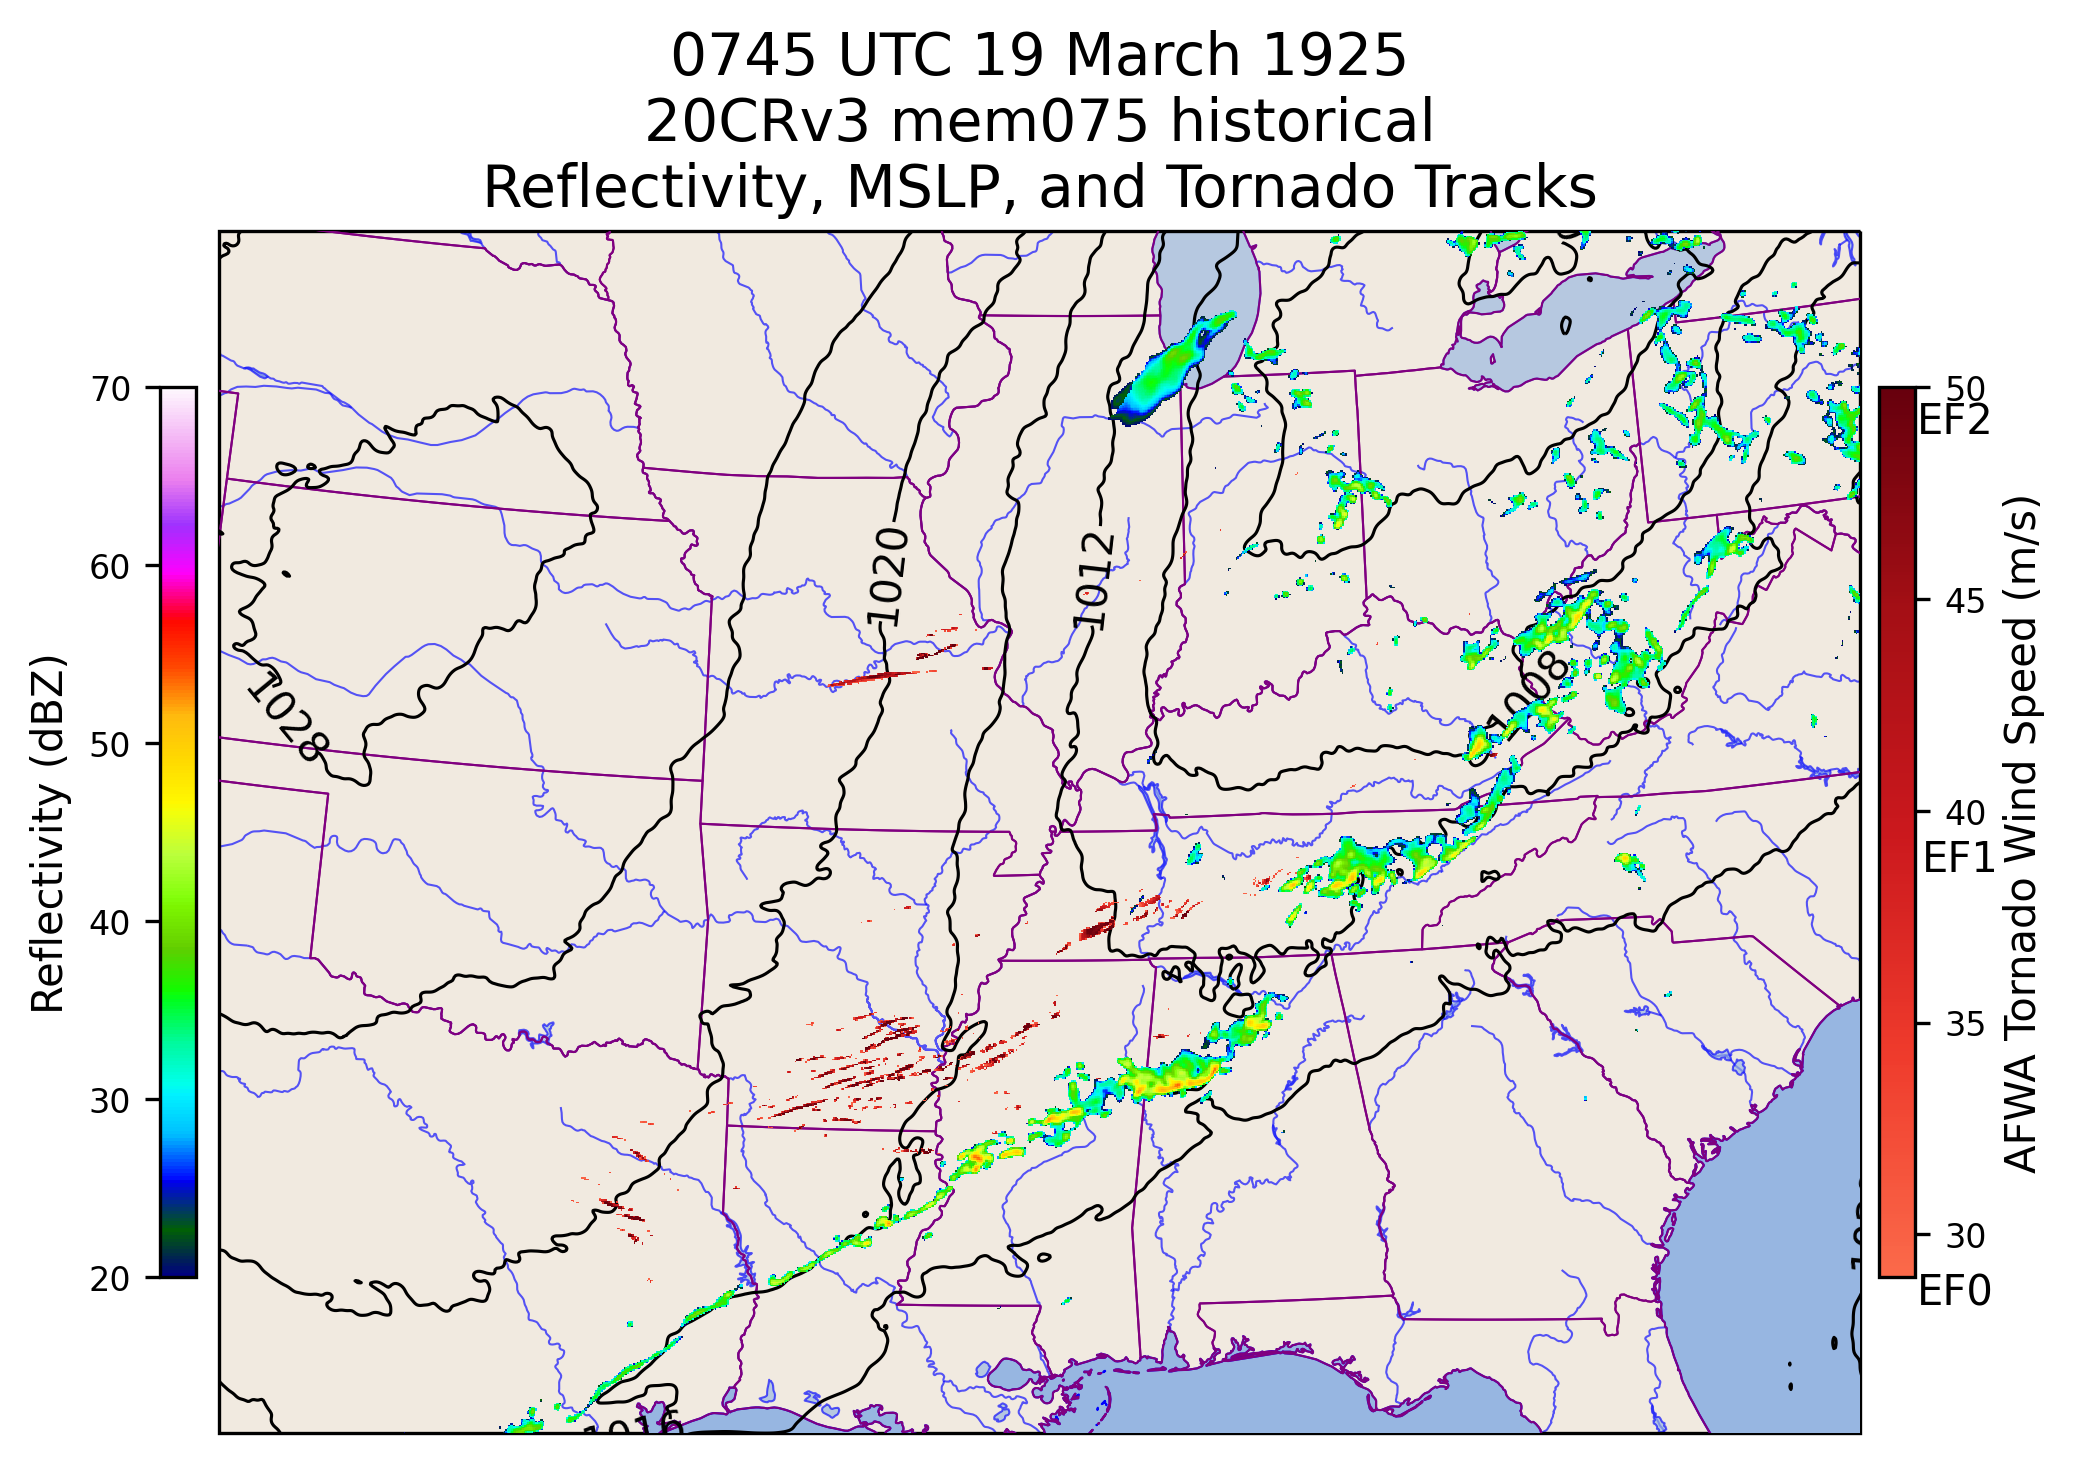 0745 UTC 19 March 1925
20CRv3 mem075 historical
Reflectivity, MSLP, and Tornado Tracks
Reflectivity (dBZ)
70
60
50
40
30
20
1020
1012
1028
1008
50
EF2
45
40
EF1
35
30
EF0
AFWA Tornado Wind Speed (m/s)